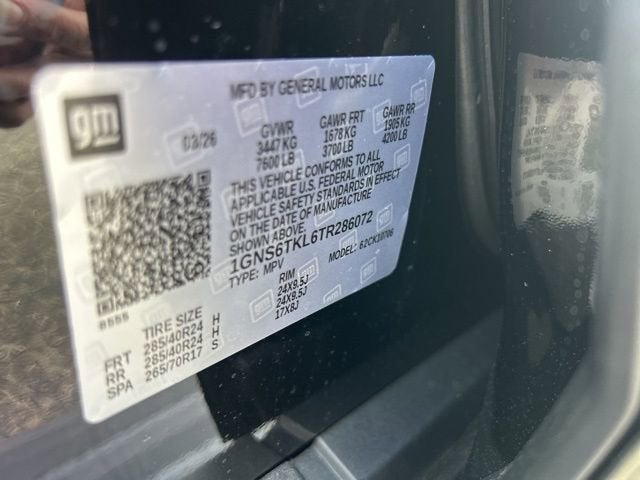 MFD BY GENERAL MOTORS LLC
gm
03/26
GVWR
3447 KG
7600 LB
GAWR FRT
1678 KG
3700 LB
GAWR RR
1905 KG
4200 LB
THIS VEHICLE CONFORMS TO ALL
APPLICABLE U.S. FEDERAL MOTOR
VEHICLE SAFETY STANDARDS IN EFFECT
ON THE DATE OF MANUFACTURE
SHOWN ABOVE.
1GNS6TKL6TR286072
TYPE: MPV
MODEL: 62CK10706
TIRE SIZE
RIM
FRT 285/40R24 H 24X9.5J
RR 285/40R24 H 24X9.5J
SPA 265/70R17 S 17X8J